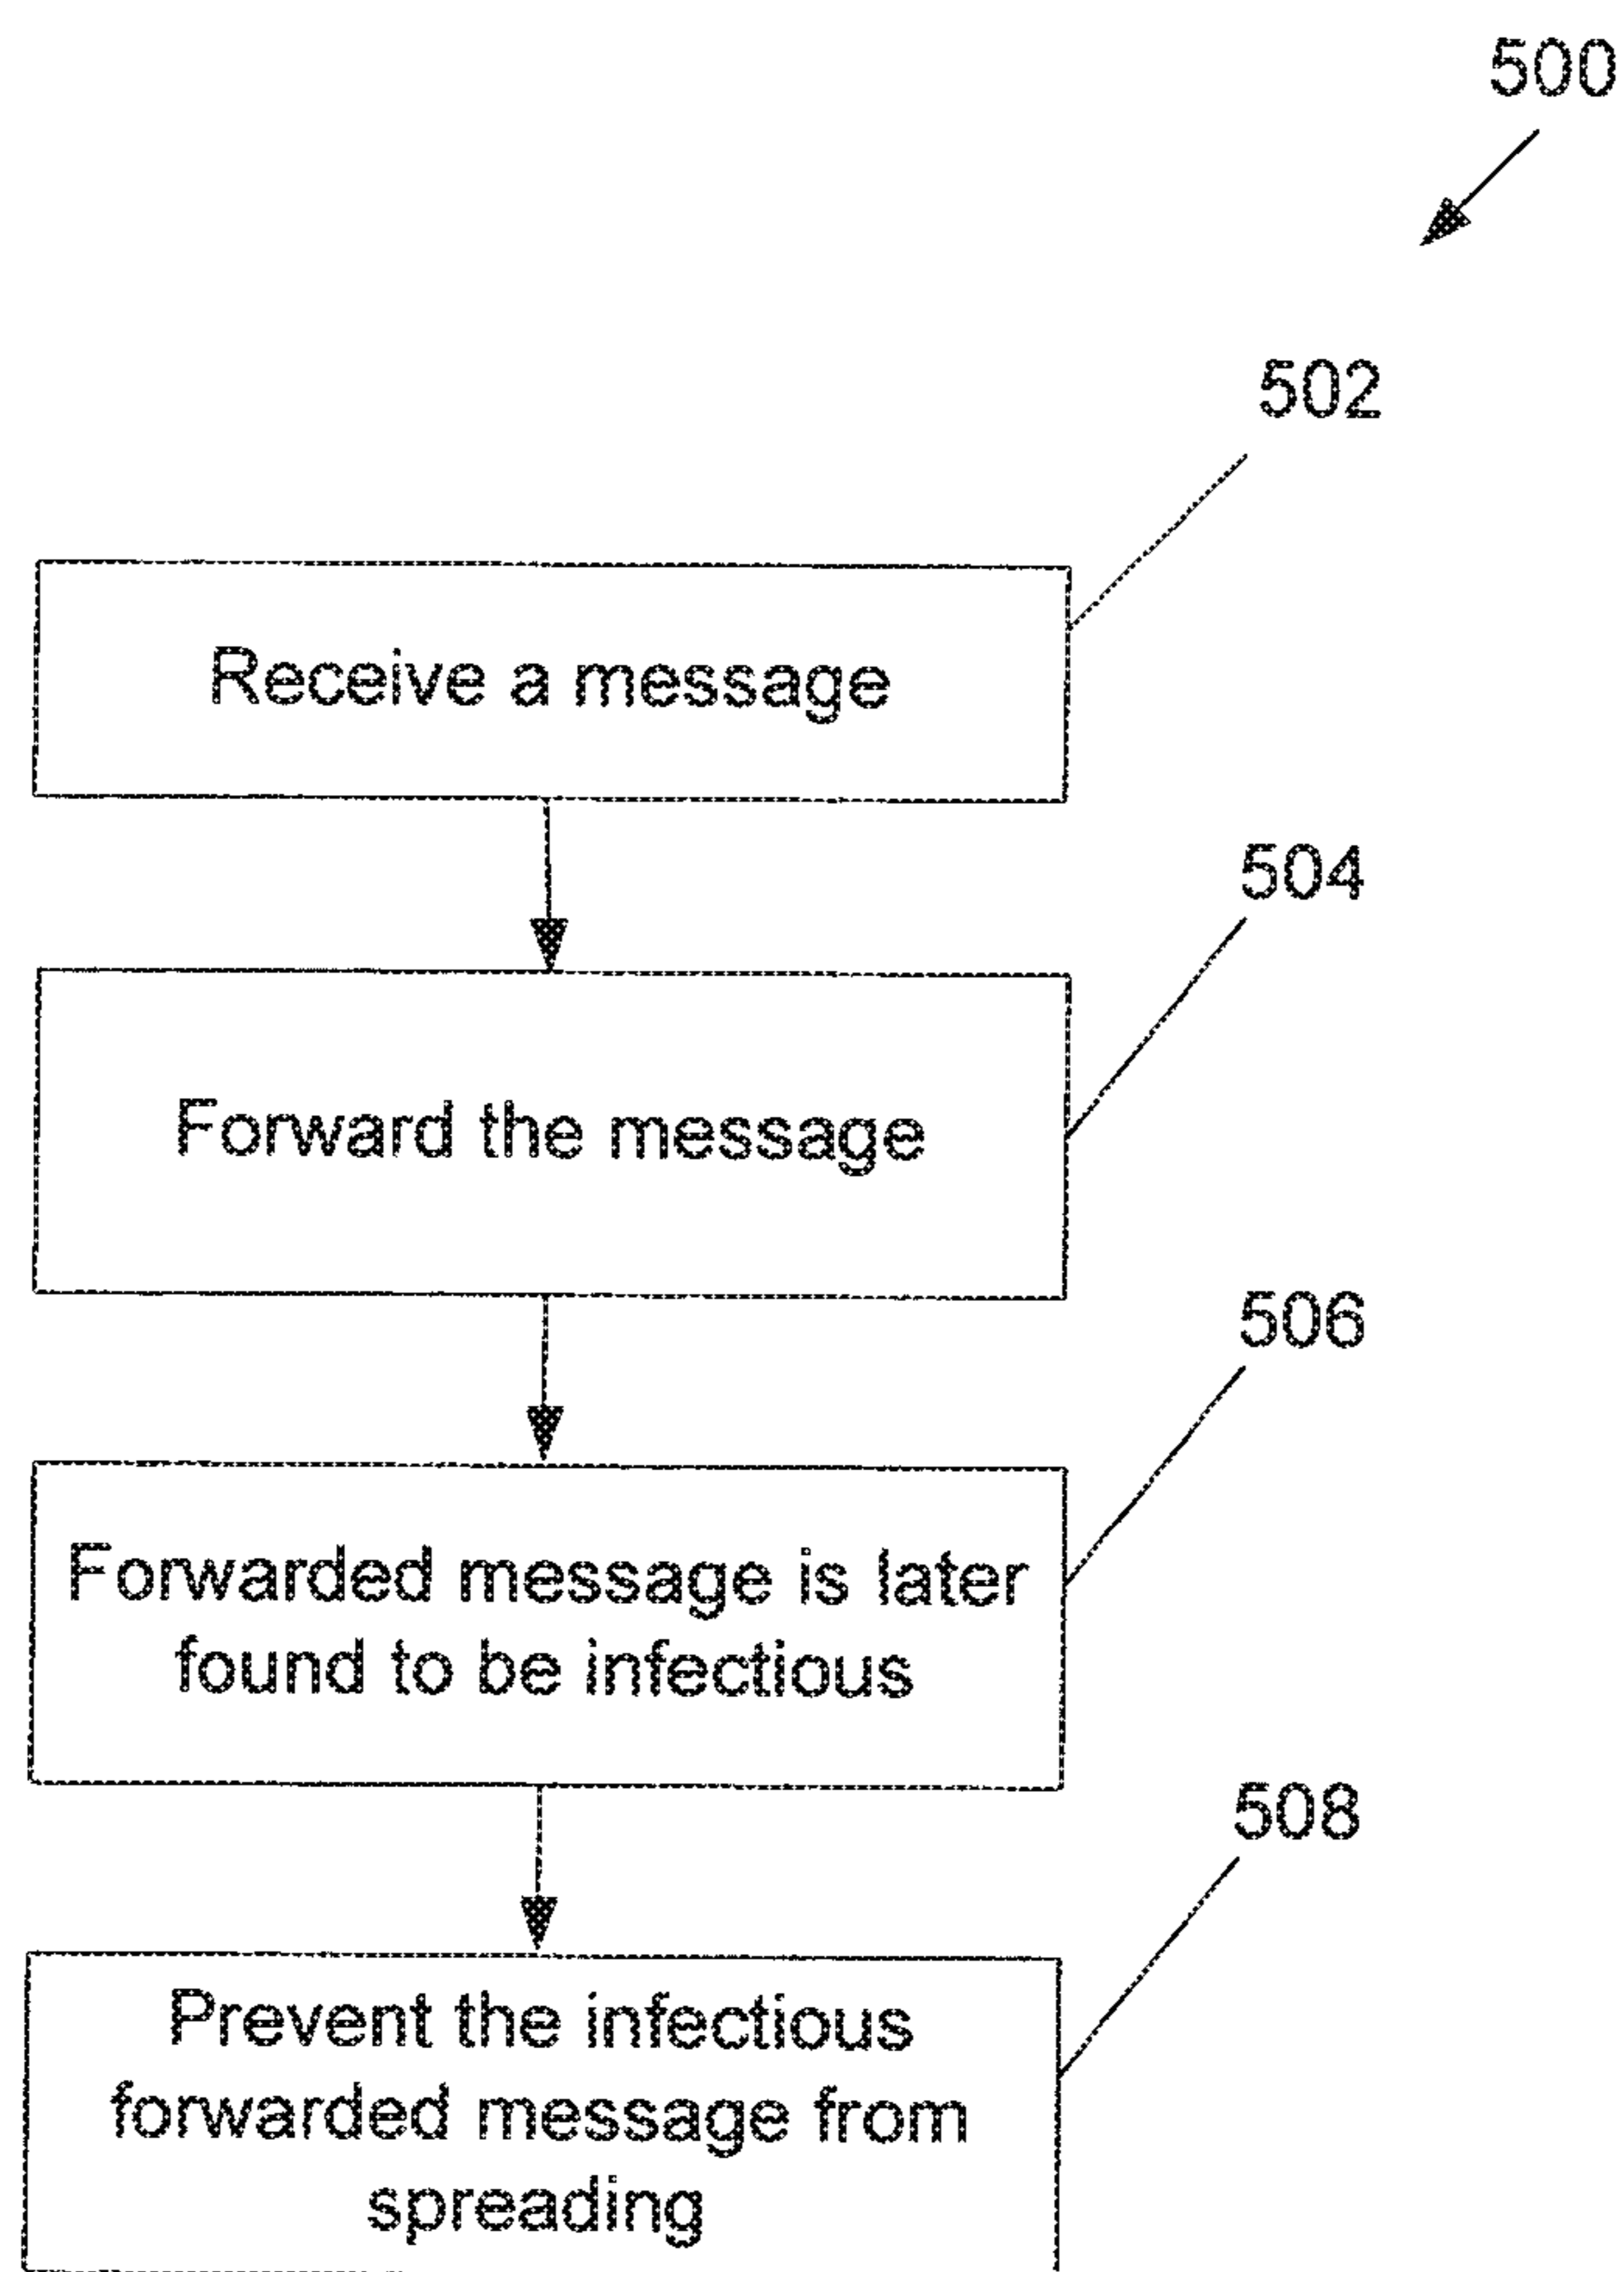 500
502
Receive a message
504
Forward the message
506
Forwarded message is later
found to be infectious
508
Prevent the infectious
forwarded message from
spreading